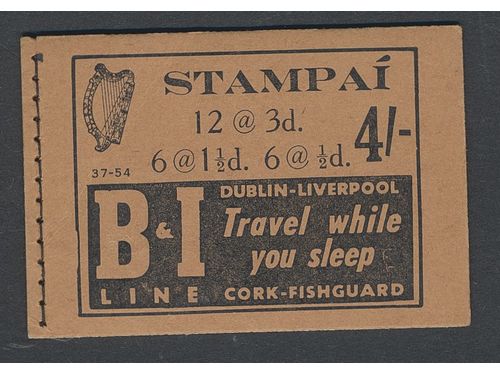 STAMPAÍ
12 @ 3d.
6 @ 1½d. 6 @ ½d. 4/-
37-54
B & I
LINE
DUBLIN-LIVERPOOL
Travel while
you sleep
CORK-FISHGUARD